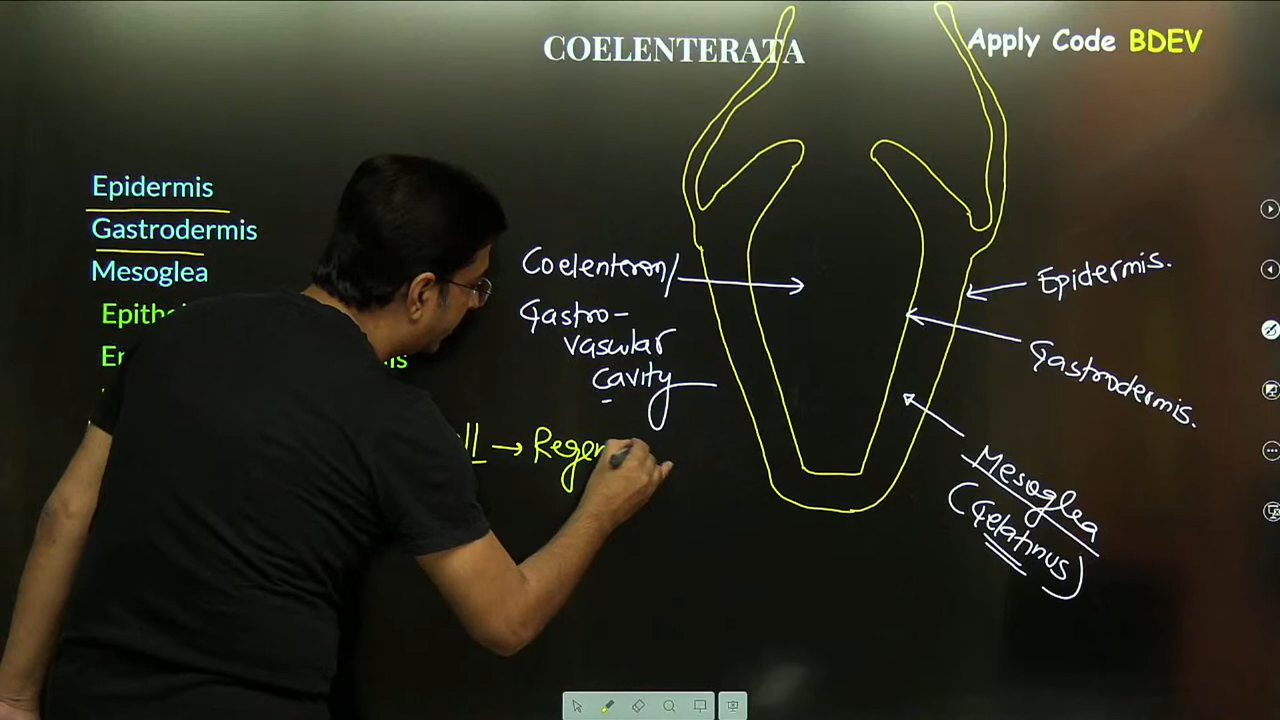 COELENTERATA
Apply Code BDEV
Epidermis
Gastrodermis
Mesoglea
Coelenteron/
Gastro-
vascular
cavity
Epidermis.
Gastrodermis.
Mesoglea
(Gelatinus)